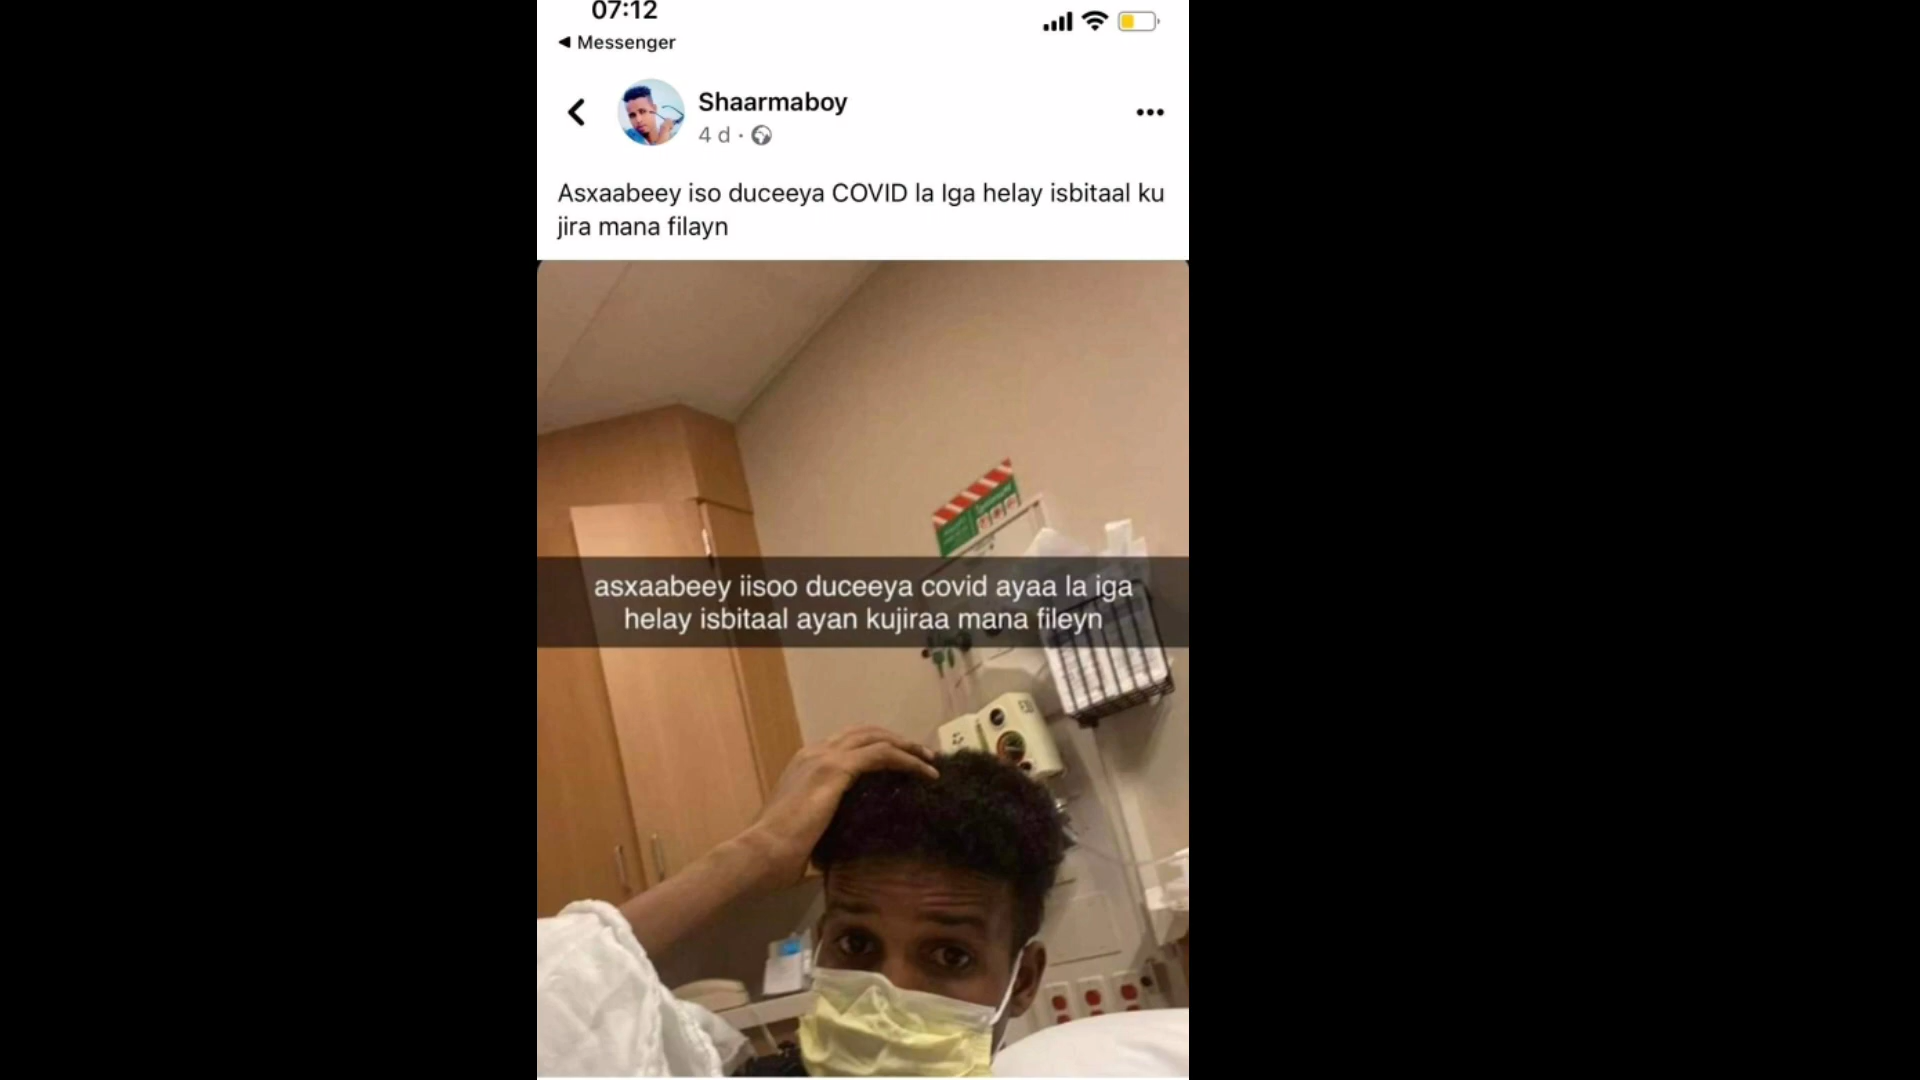 07:12
Messenger
Shaarmaboy
4 d
Asxaabeey iso duceeya COVID la Iga helay isbitaal ku
jira mana filayn
asxaabeey iisoo duceeya covid ayaa la iga
helay isbitaal ayan kujiraa mana fileyn